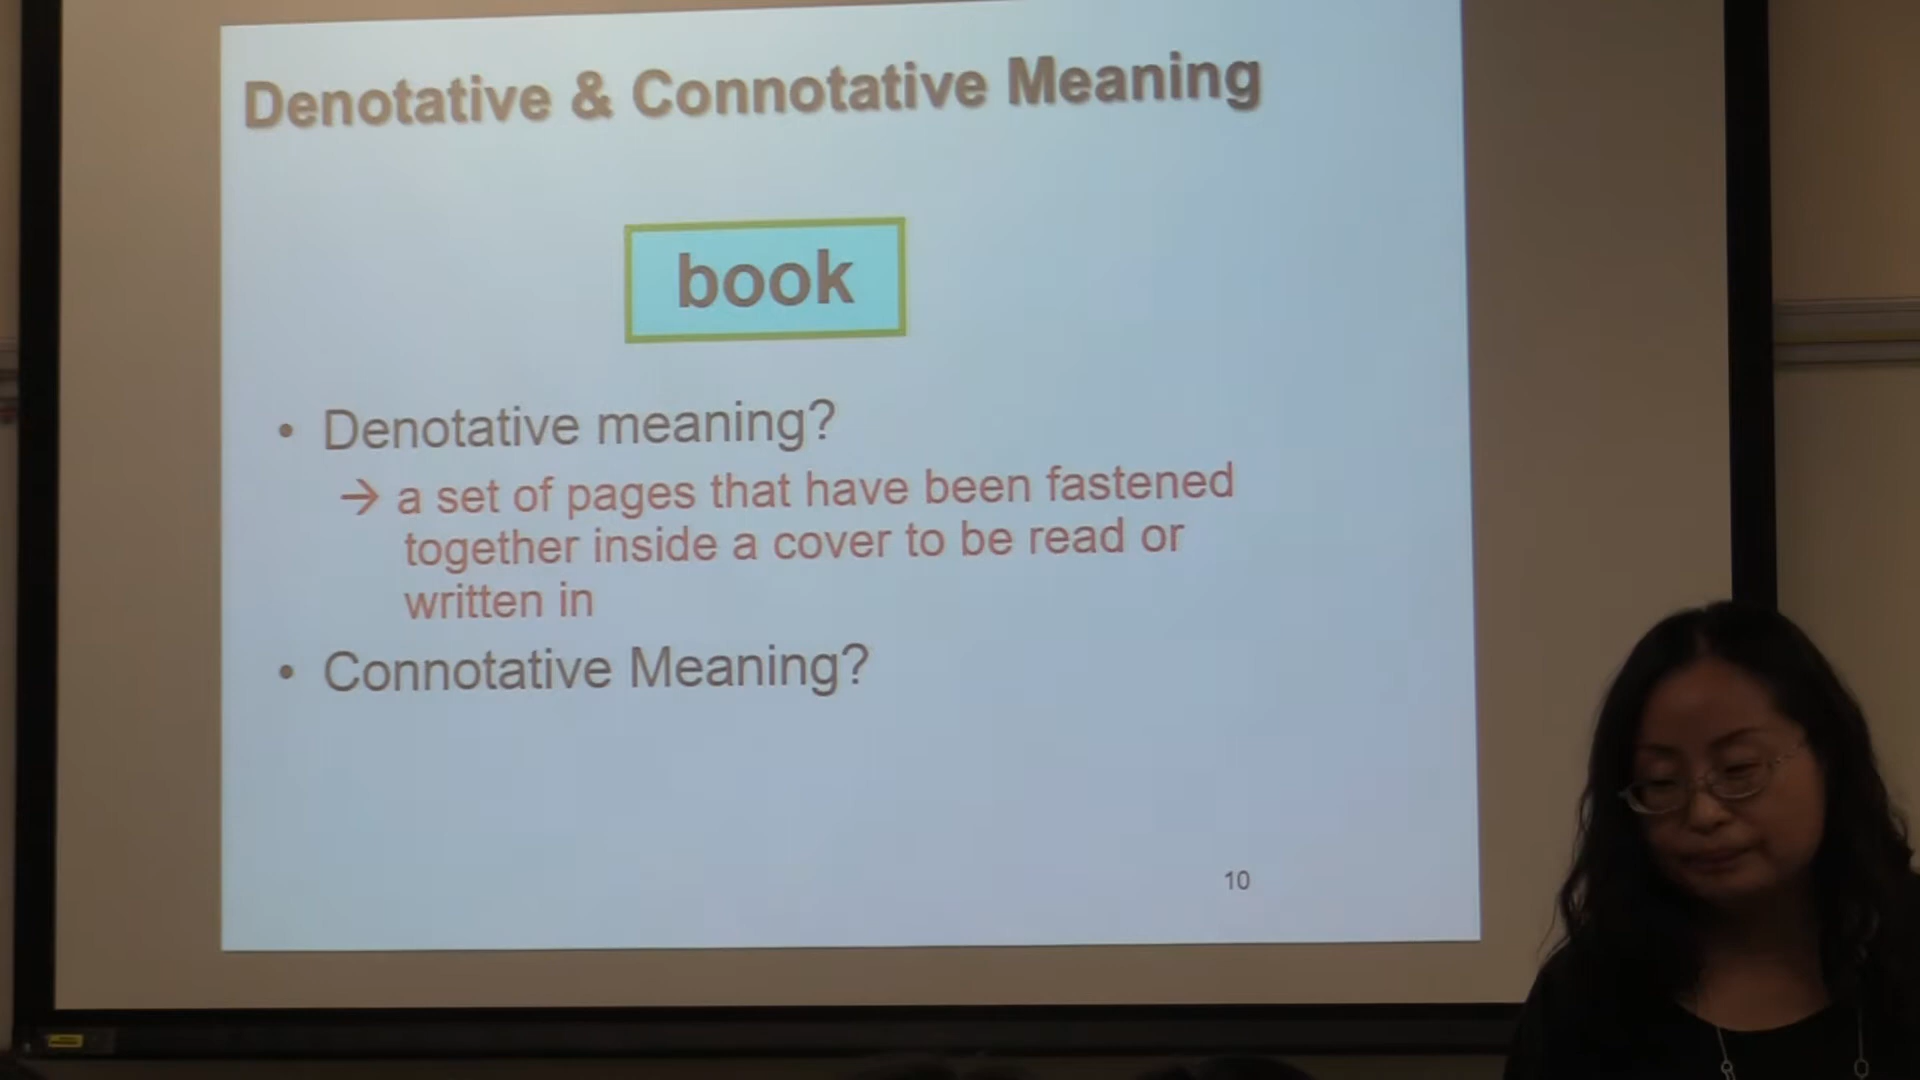 Denotative & Connotative Meaning
book
• Denotative meaning?
→ a set of pages that have been fastened
together inside a cover to be read or
written in
• Connotative Meaning?
10